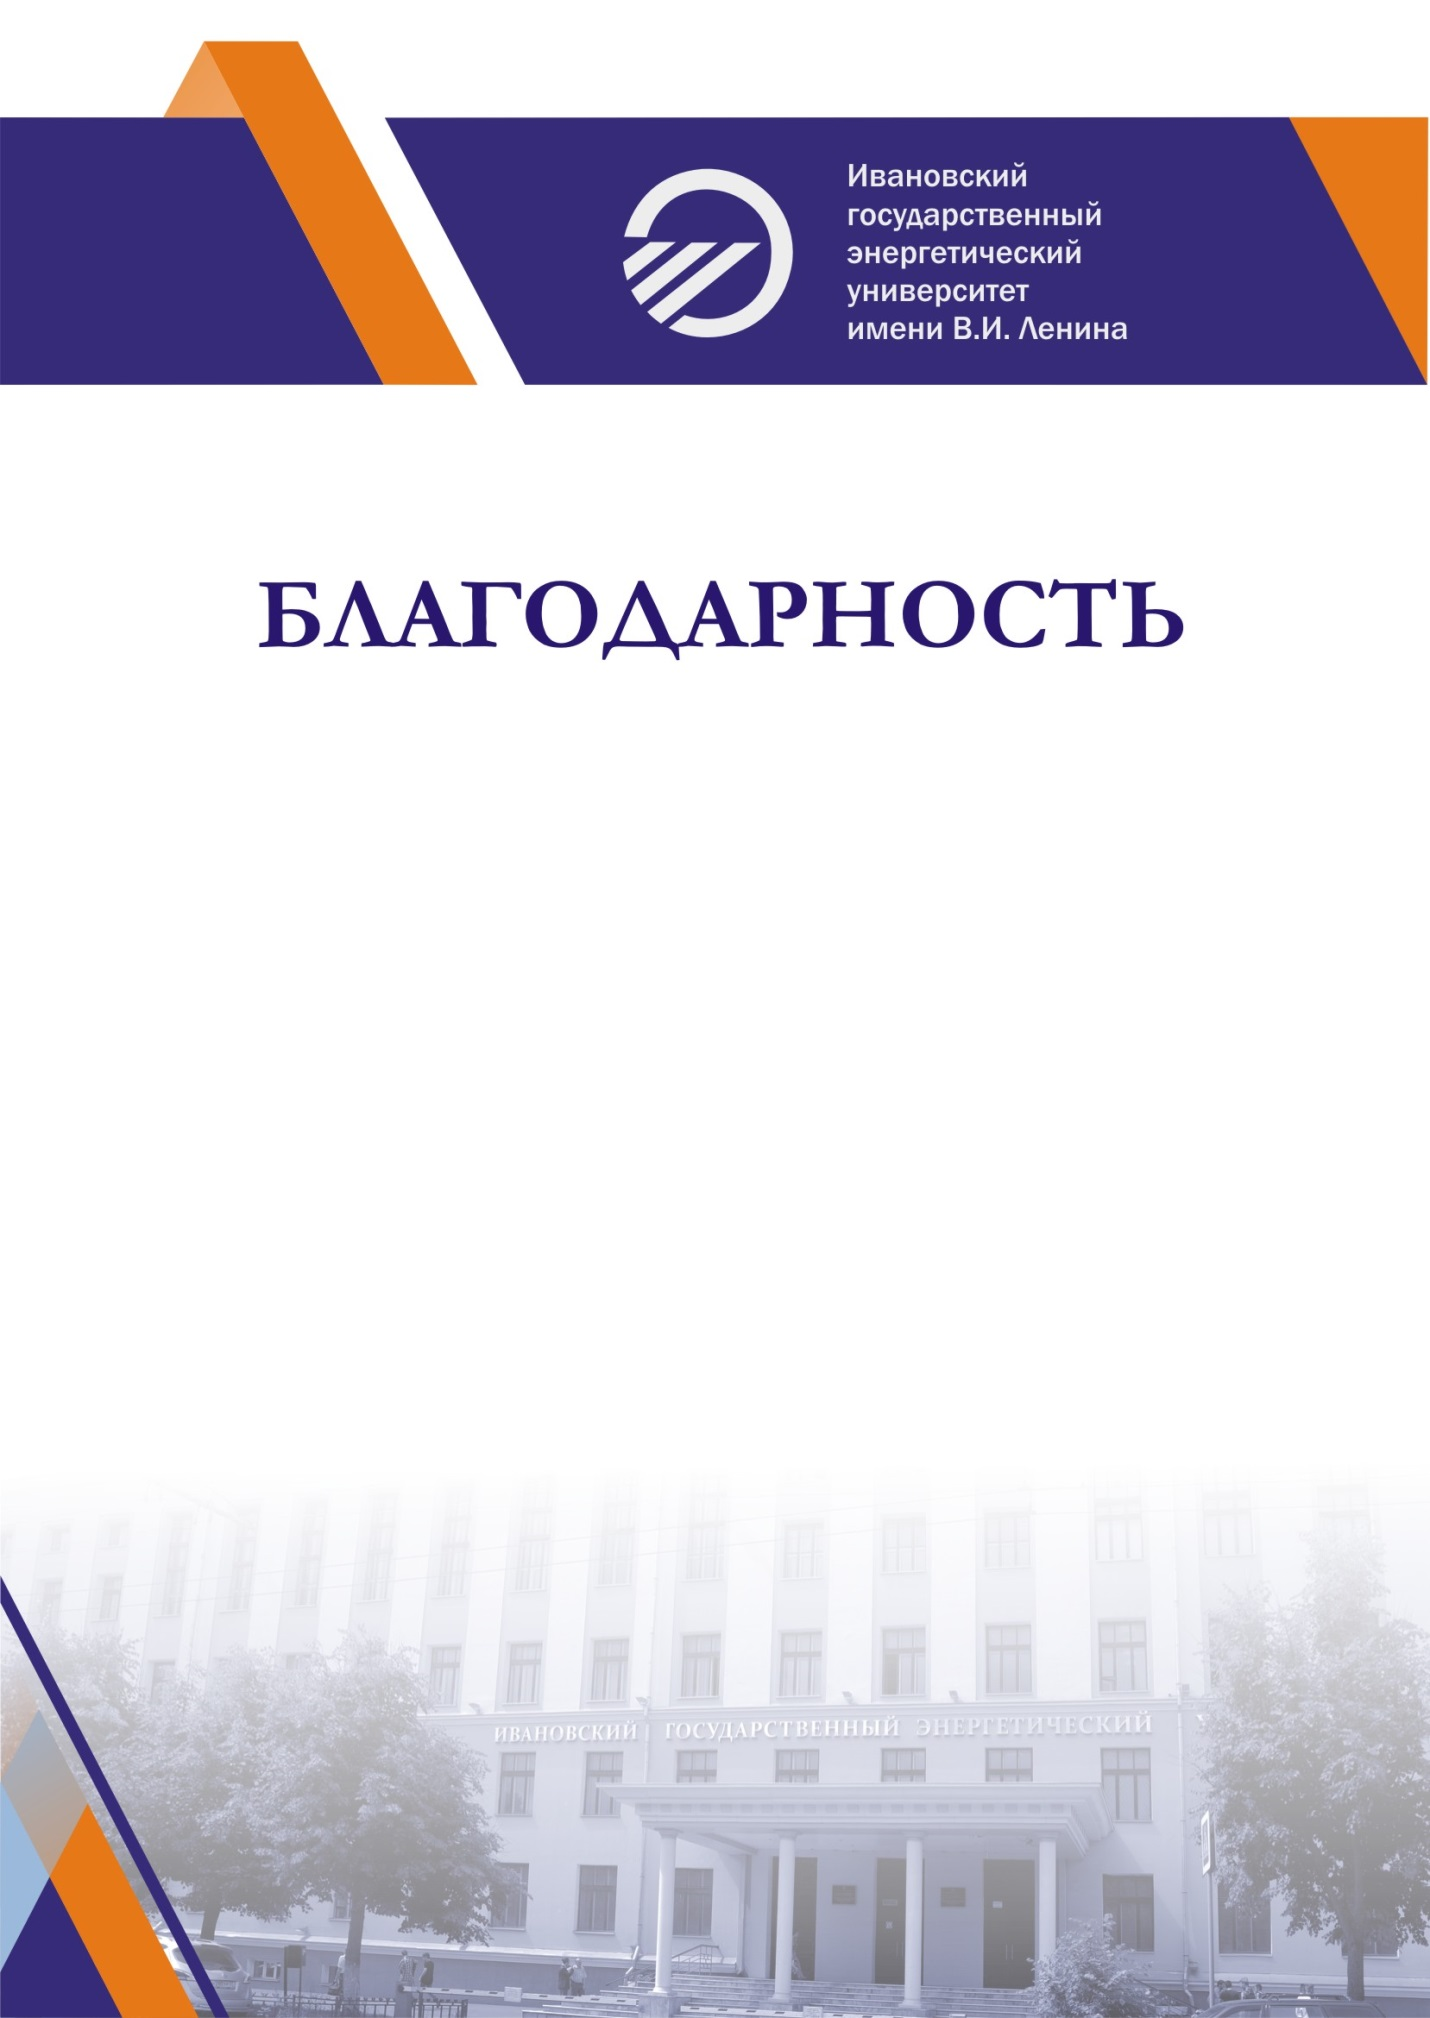 Ивановский
государственный
энергетический
университет
имени В.И. Ленина
БЛАГОДАРНОСТЬ
ИВАНОВСКИЙ ГОСУДАРСТВЕННЫЙ ЭНЕРГЕТИЧЕСКИЙ